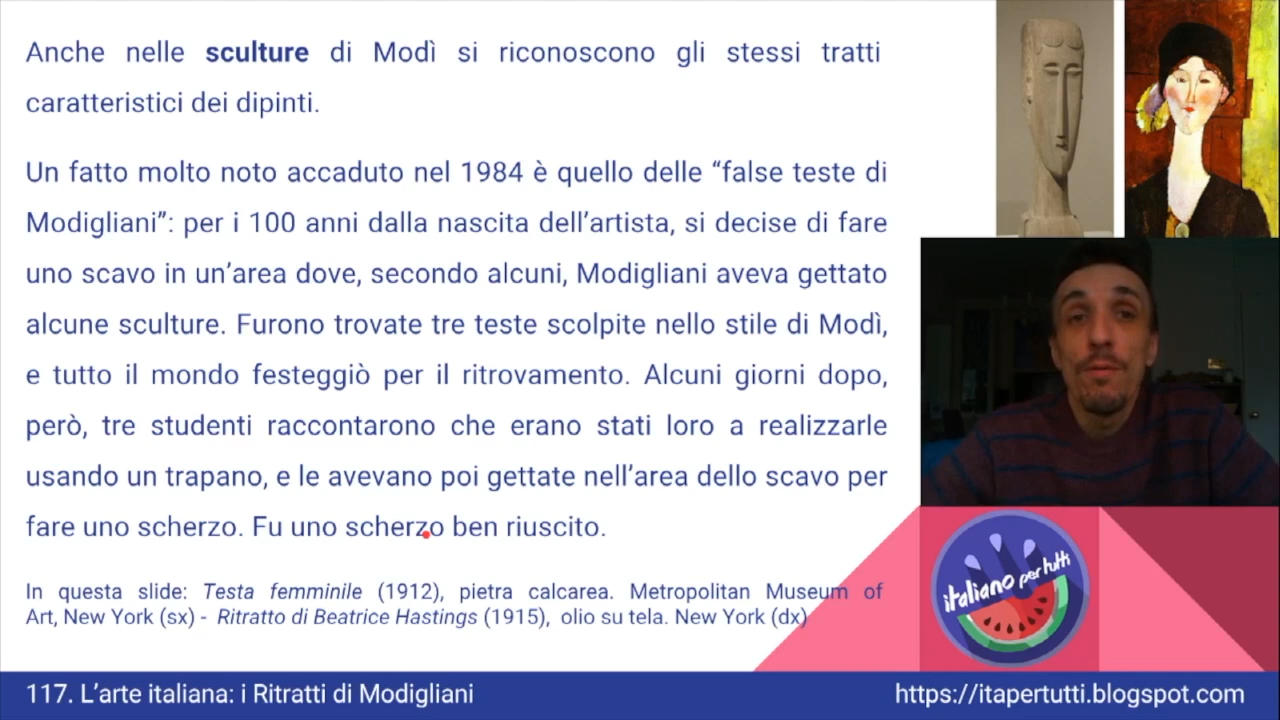 Anche nelle sculture di Modì si riconoscono gli stessi tratti
caratteristici dei dipinti.
Un fatto molto noto accaduto nel 1984 è quello delle “false teste di
Modigliani”: per i 100 anni dalla nascita dell’artista, si decise di fare
uno scavo in un’area dove, secondo alcuni, Modigliani aveva gettato
alcune sculture. Furono trovate tre teste scolpite nello stile di Modì,
e tutto il mondo festeggiò per il ritrovamento. Alcuni giorni dopo,
però, tre studenti raccontarono che erano stati loro a realizzarle
usando un trapano, e le avevano poi gettate nell’area dello scavo per
fare uno scherzo. Fu uno scherzo ben riuscito.
In questa slide: Testa femminile (1912), pietra calcarea. Metropolitan Museum of
Art, New York (sx) - Ritratto di Beatrice Hastings (1915), olio su tela. New York (dx)
italiano per tutti
117. L’arte italiana: i Ritratti di Modigliani
https://itapertutti.blogspot.com